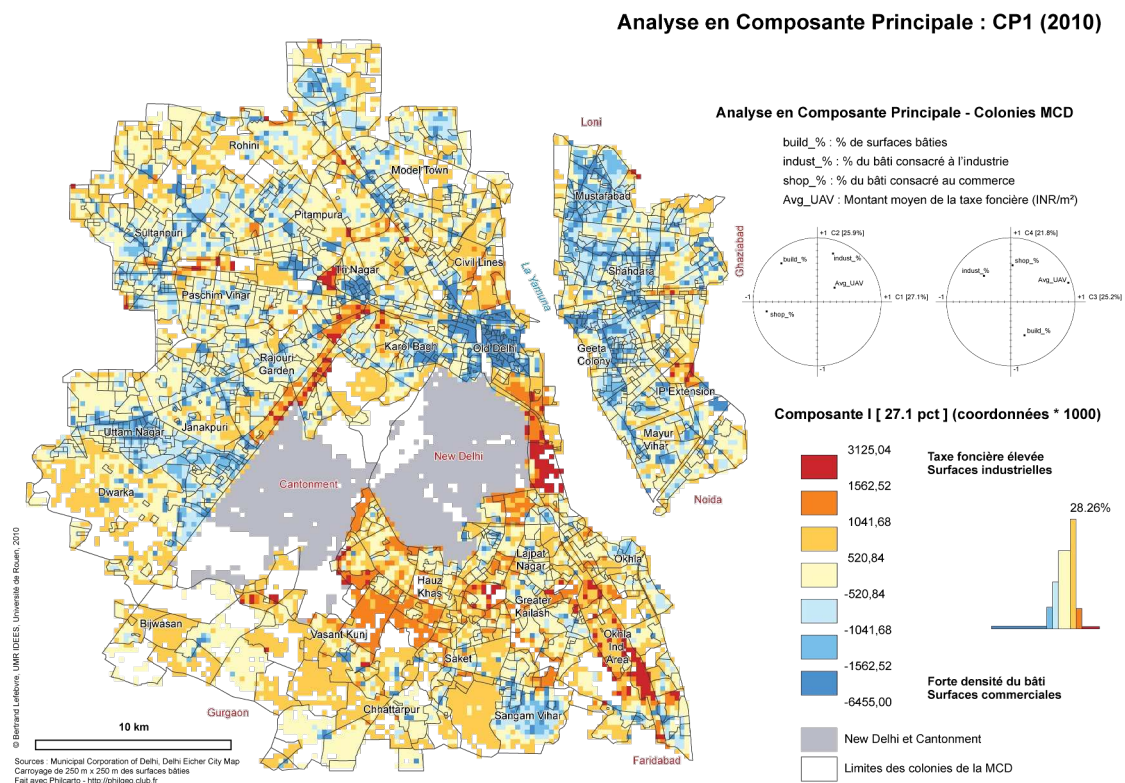 Analyse en Composante Principale : CP1 (2010)
Analyse en Composante Principale - Colonies MCD
build_% : % de surfaces bâties
indust_% : % du bâti consacré à l'industrie
shop_% : % du bâti consacré au commerce
Avg_UAV : Montant moyen de la taxe foncière (INR/m²)
+1 C2 [25.9%]
build_%
indust_%
Avg_UAV
-1
+1 C1 [27.1%]
shop_%
-1
+1 C4 [21.8%]
shop_%
indust_%
Avg_UAV
-1
+1 C3 [25.2%]
build_%
-1
Composante I [ 27.1 pct ] (coordonnées * 1000)
3125,04
Taxe foncière élevée
Surfaces industrielles
1562,52
1041,68
520,84
-520,84
-1041,68
-1562,52
Forte densité du bâti
Surfaces commerciales
-6455,00
28.26%
New Delhi et Cantonment
Limites des colonies de la MCD
Loni
Rohini
Model Town
Mustarabad
Pitampura
Sultanpuri
Ghaziabad
Civil Lines
La Yamuna
Shahdara
Tri Nagar
Paschim Vihar
Karol Bagh
Old Delhi
Geeta
Colony
Rajouri
Garden
IP Extension
Uttam Nagar
Janakpuri
Mayur
Vihar
New Delhi
Cantonment
Dwarka
Noida
Lajpat
Nagar
Okhla
Hauz
Khas
Greater
Kailash
Bijwasan
Vasant Kunj
Okhla
Ind.
Area
Saket
Chhattarpur
Sangam Vihar
Gurgaon
Faridabad
10 km
© Bertrand Lefebvre, UMR IDEES, Université de Rouen, 2010
Sources : Municipal Corporation of Delhi, Delhi Eicher City Map
Carroyage de 250 m x 250 m des surfaces bâties
Fait avec Philcarto - http://philgeo.club.fr